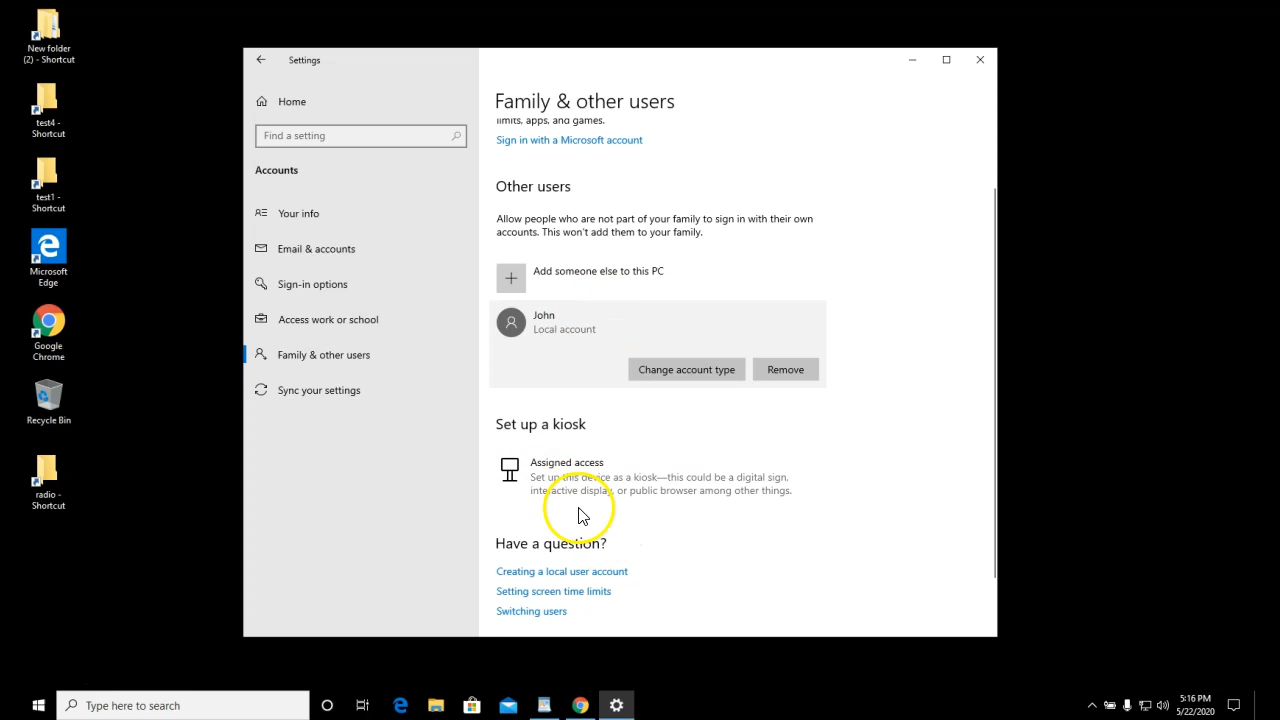 New folder
(2) - Shortcut
test4 -
Shortcut
test1 -
Shortcut
Microsoft
Edge
Google
Chrome
Recycle Bin
radio -
Shortcut
Settings
Home
Find a setting
Accounts
Your info
Email & accounts
Sign-in options
Access work or school
Family & other users
Sync your settings
Family & other users
limits, apps, and games.
Sign in with a Microsoft account
Other users
Allow people who are not part of your family to sign in with their own
accounts. This won't add them to your family.
Add someone else to this PC
John
Local account
Change account type
Remove
Set up a kiosk
Assigned access
Set up this device as a kiosk—this could be a digital sign,
interactive display, or public browser among other things.
Have a question?
Creating a local user account
Setting screen time limits
Switching users
Type here to search
5:16 PM
5/22/2020